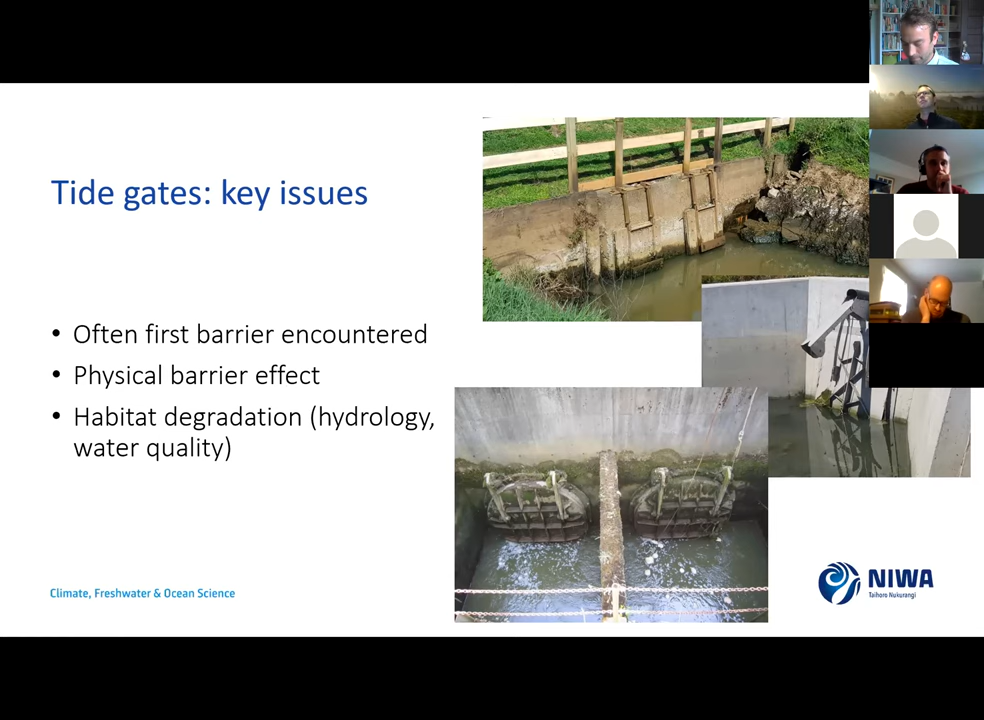 Tide gates: key issues
• Often first barrier encountered
• Physical barrier effect
• Habitat degradation (hydrology,
water quality)
Climate, Freshwater & Ocean Science
NIWA
Taihoro Nukurangi